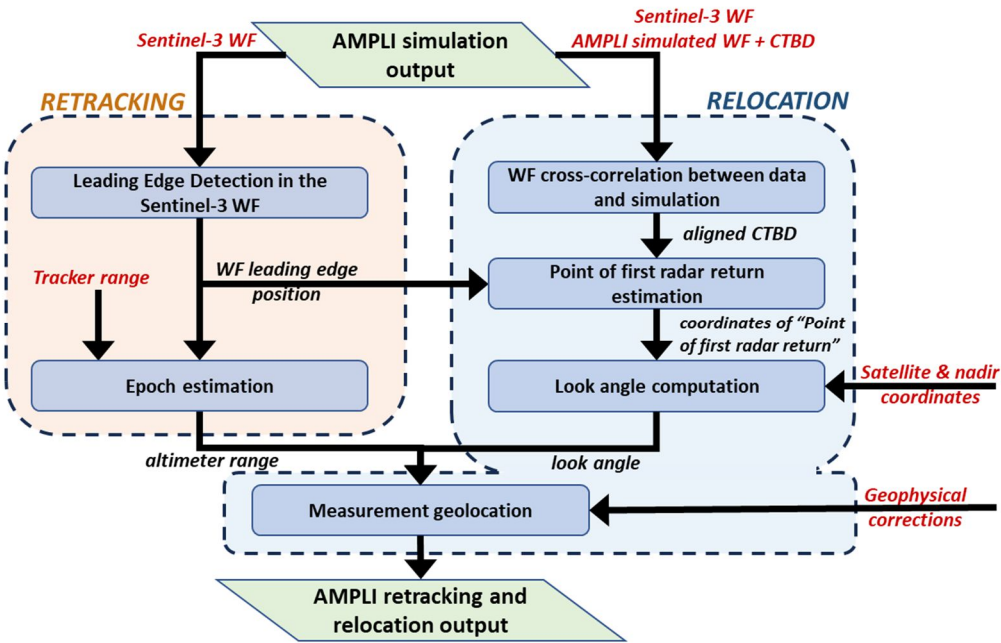 Sentinel-3 WF
AMPLI simulation
output
Sentinel-3 WF
AMPLI simulated WF + CTBD
RETRACKING
RELOCATION
Leading Edge Detection in the
Sentinel-3 WF
WF cross-correlation between data
and simulation
aligned CTBD
Tracker range
WF leading edge
position
Point of first radar return
estimation
coordinates of “Point
of first radar return”
Epoch estimation
Look angle computation
Satellite & nadir
coordinates
altimeter range
look angle
Measurement geolocation
Geophysical
corrections
AMPLI retracking and
relocation output